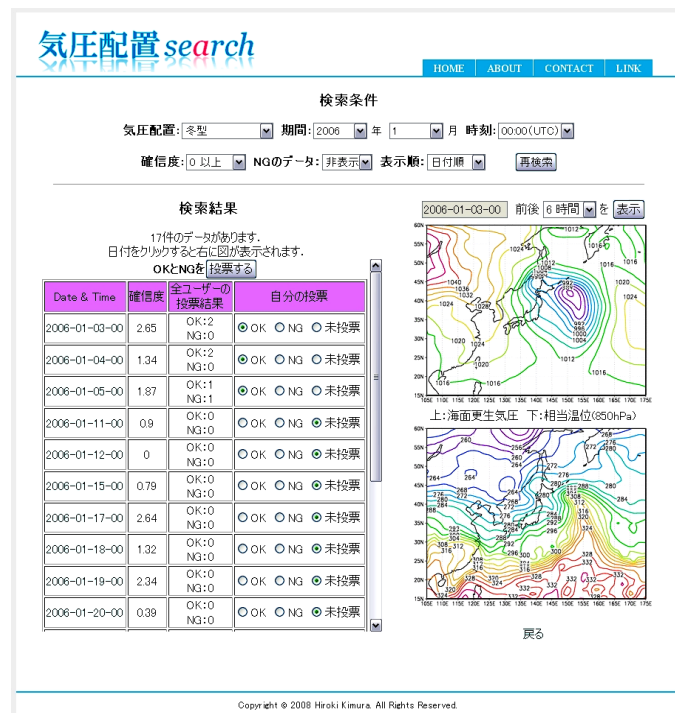 気圧配置search
HOME ABOUT CONTACT LINK
検索条件
気圧配置: 冬型 期間: 2006 年 1 月 時刻: 00:00(UTC)
確信度: 0 以上 NGのデータ: 非表示 表示順: 日付順 再検索
検索結果
17件のデータがあります.
日付をクリックすると右に図が表示されます.
OKとNGを 投票する
Date & Time 確信度 全ユーザーの投票結果 自分の投票
2006-01-03-00 2.65 OK:2 NG:0 OK NG 未投票
2006-01-04-00 1.34 OK:2 NG:0 OK NG 未投票
2006-01-05-00 1.87 OK:1 NG:1 OK NG 未投票
2006-01-11-00 0.9 OK:0 NG:0 OK NG 未投票
2006-01-12-00 0 OK:0 NG:0 OK NG 未投票
2006-01-15-00 0.79 OK:0 NG:0 OK NG 未投票
2006-01-17-00 2.64 OK:0 NG:0 OK NG 未投票
2006-01-18-00 1.32 OK:0 NG:0 OK NG 未投票
2006-01-19-00 2.34 OK:0 NG:0 OK NG 未投票
2006-01-20-00 0.39 OK:0 NG:0 OK NG 未投票
2006-01-03-00 前後 6 時間 を 表示
上:海面更生気圧 下:相当温位(850hPa)
戻る
Copyright © 2008 Hiroki Kimura. All Rights Reserved.